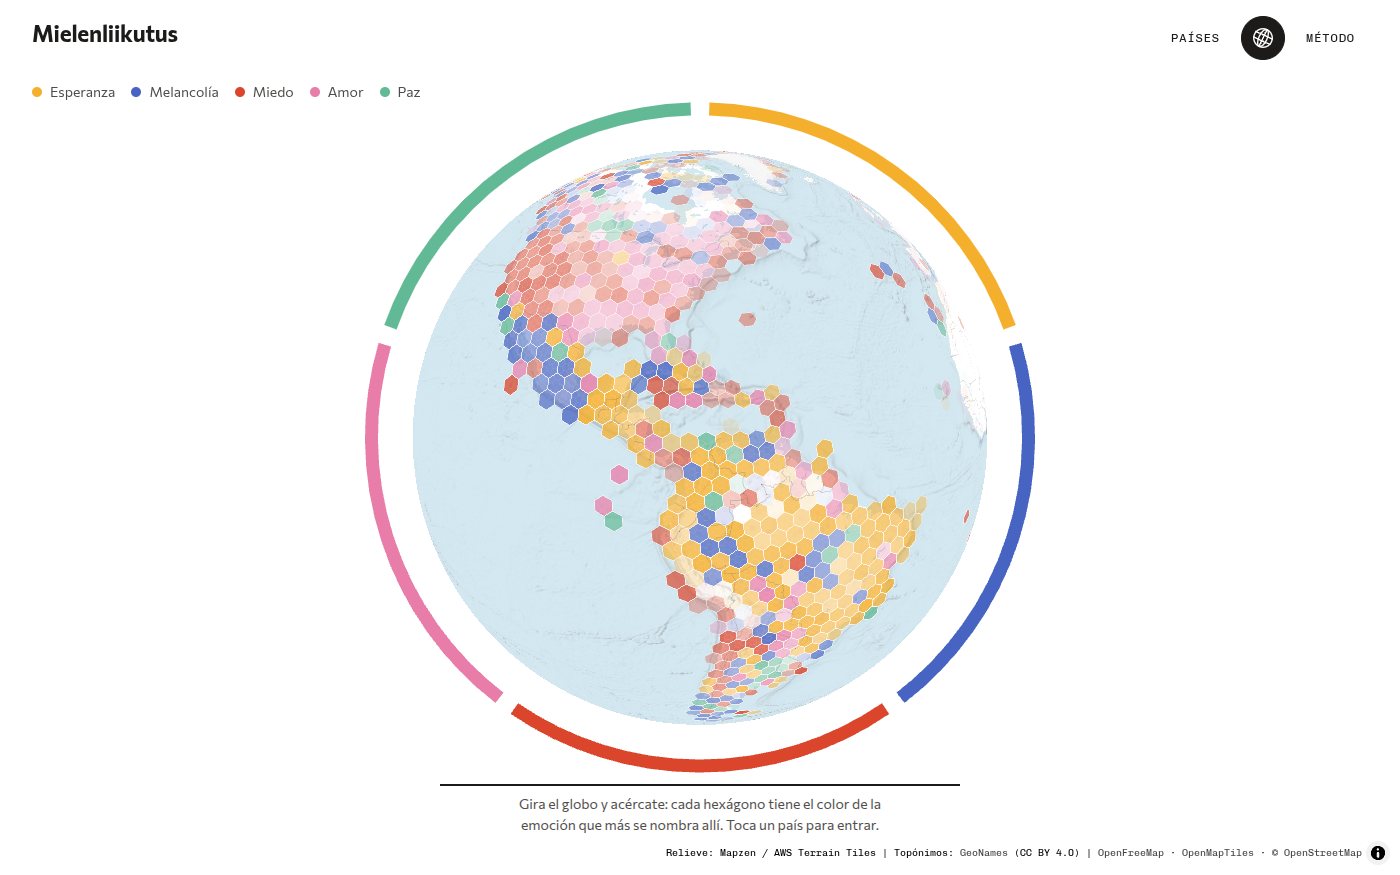 Mielenliikutus
PAÍSES
MÉTODO
Esperanza
Melancolía
Miedo
Amor
Paz
Gira el globo y acércate: cada hexágono tiene el color de la
emoción que más se nombra allí. Toca un país para entrar.
Relieve: Mapzen / AWS Terrain Tiles | Topónimos: GeoNames (CC BY 4.0) | OpenFreeMap · OpenMapTiles · © OpenStreetMap